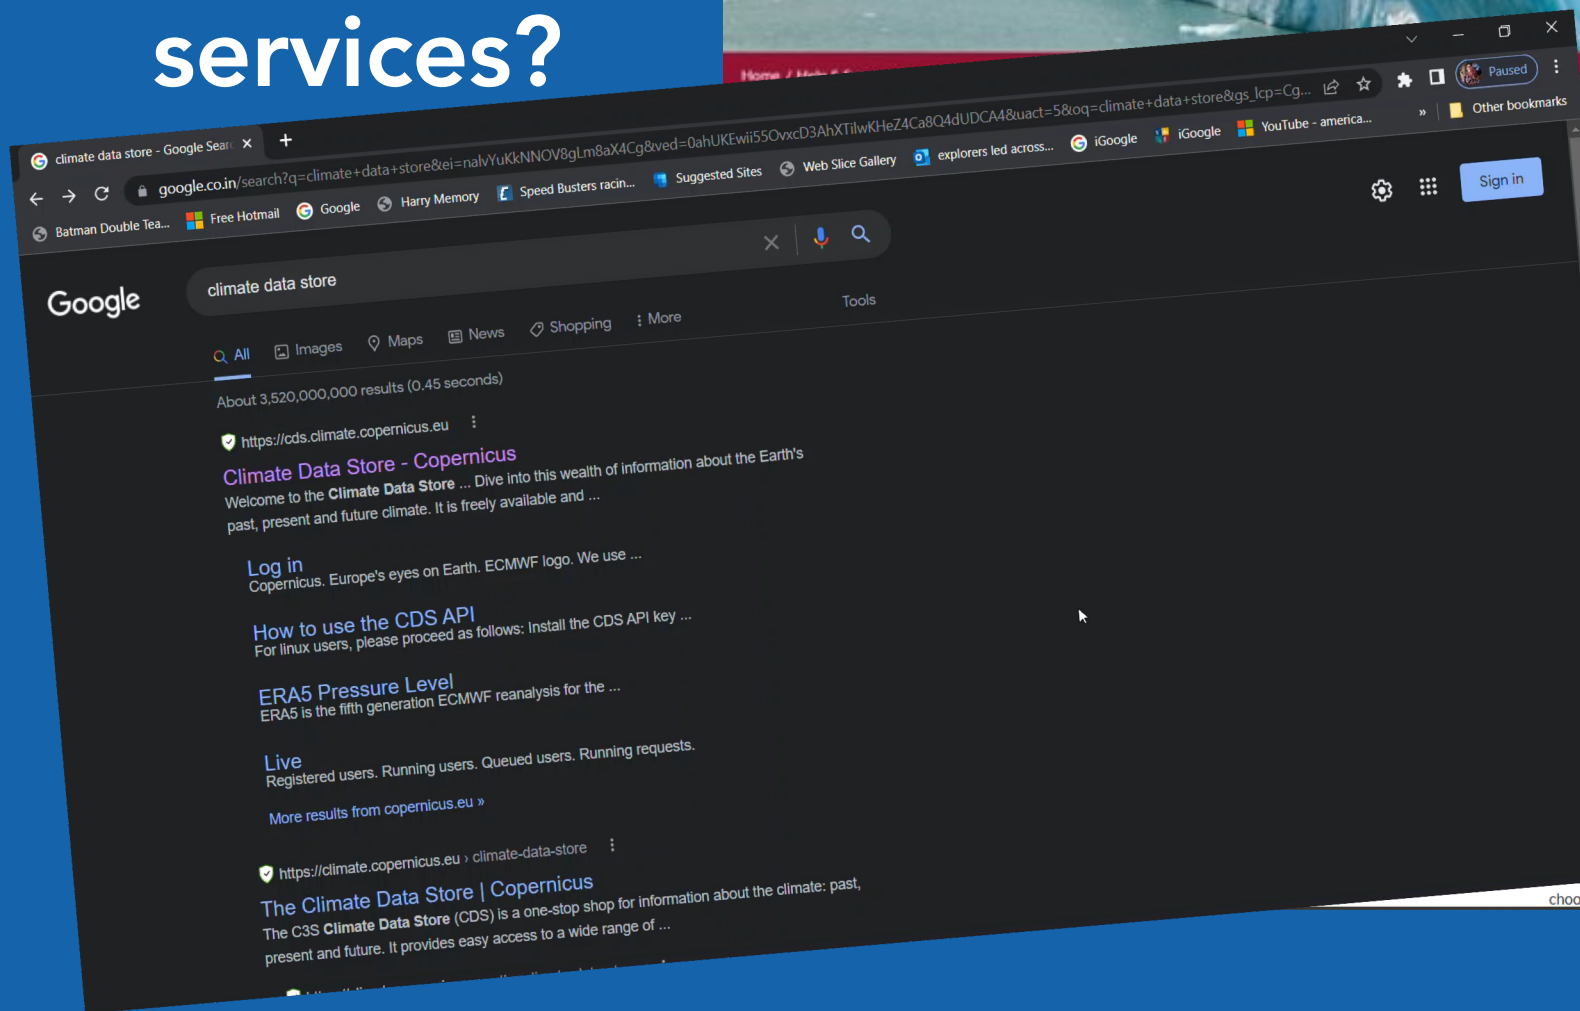 services?
Home /
climate data store - Google Sear
google.co.in/search?q=climate+data+store&ei=nalvYuKkNNOV8gLm8aX4Cg&ved=0ahUKEwii55OvxcD3AhXTilwKHeZ4Ca8Q4dUDCA4&uact=5&oq=climate+data+store&gs_lcp=Cg...
Paused
Batman Double Tea... Free Hotmail Google Harry Memory Speed Busters racin... Suggested Sites Web Slice Gallery explorers led across... iGoogle iGoogle YouTube - america... » Other bookmarks
Sign in
Google
climate data store
All Images Maps News Shopping More Tools
About 3,520,000,000 results (0.45 seconds)
https://cds.climate.copernicus.eu
Climate Data Store - Copernicus
Welcome to the Climate Data Store ... Dive into this wealth of information about the Earth's
past, present and future climate. It is freely available and ...
Log in
Copernicus. Europe's eyes on Earth. ECMWF logo. We use ...
How to use the CDS API
For linux users, please proceed as follows: Install the CDS API key ...
ERA5 Pressure Level
ERA5 is the fifth generation ECMWF reanalysis for the ...
Live
Registered users. Running users. Queued users. Running requests.
More results from copernicus.eu »
https://climate.copernicus.eu › climate-data-store
The Climate Data Store | Copernicus
The C3S Climate Data Store (CDS) is a one-stop shop for information about the climate: past,
present and future. It provides easy access to a wide range of ...
choo